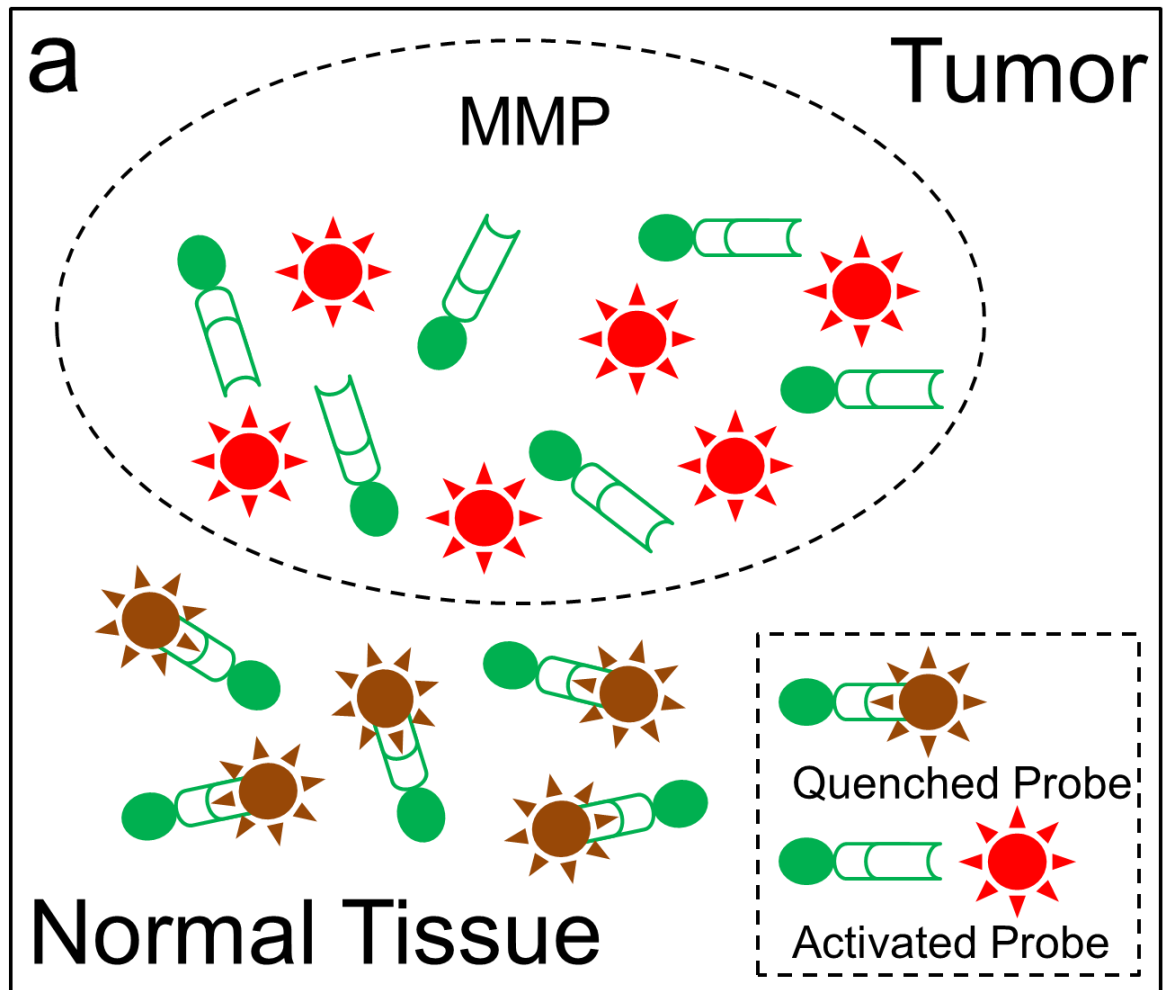 a
Tumor
MMP
Quenched Probe
Activated Probe
Normal Tissue